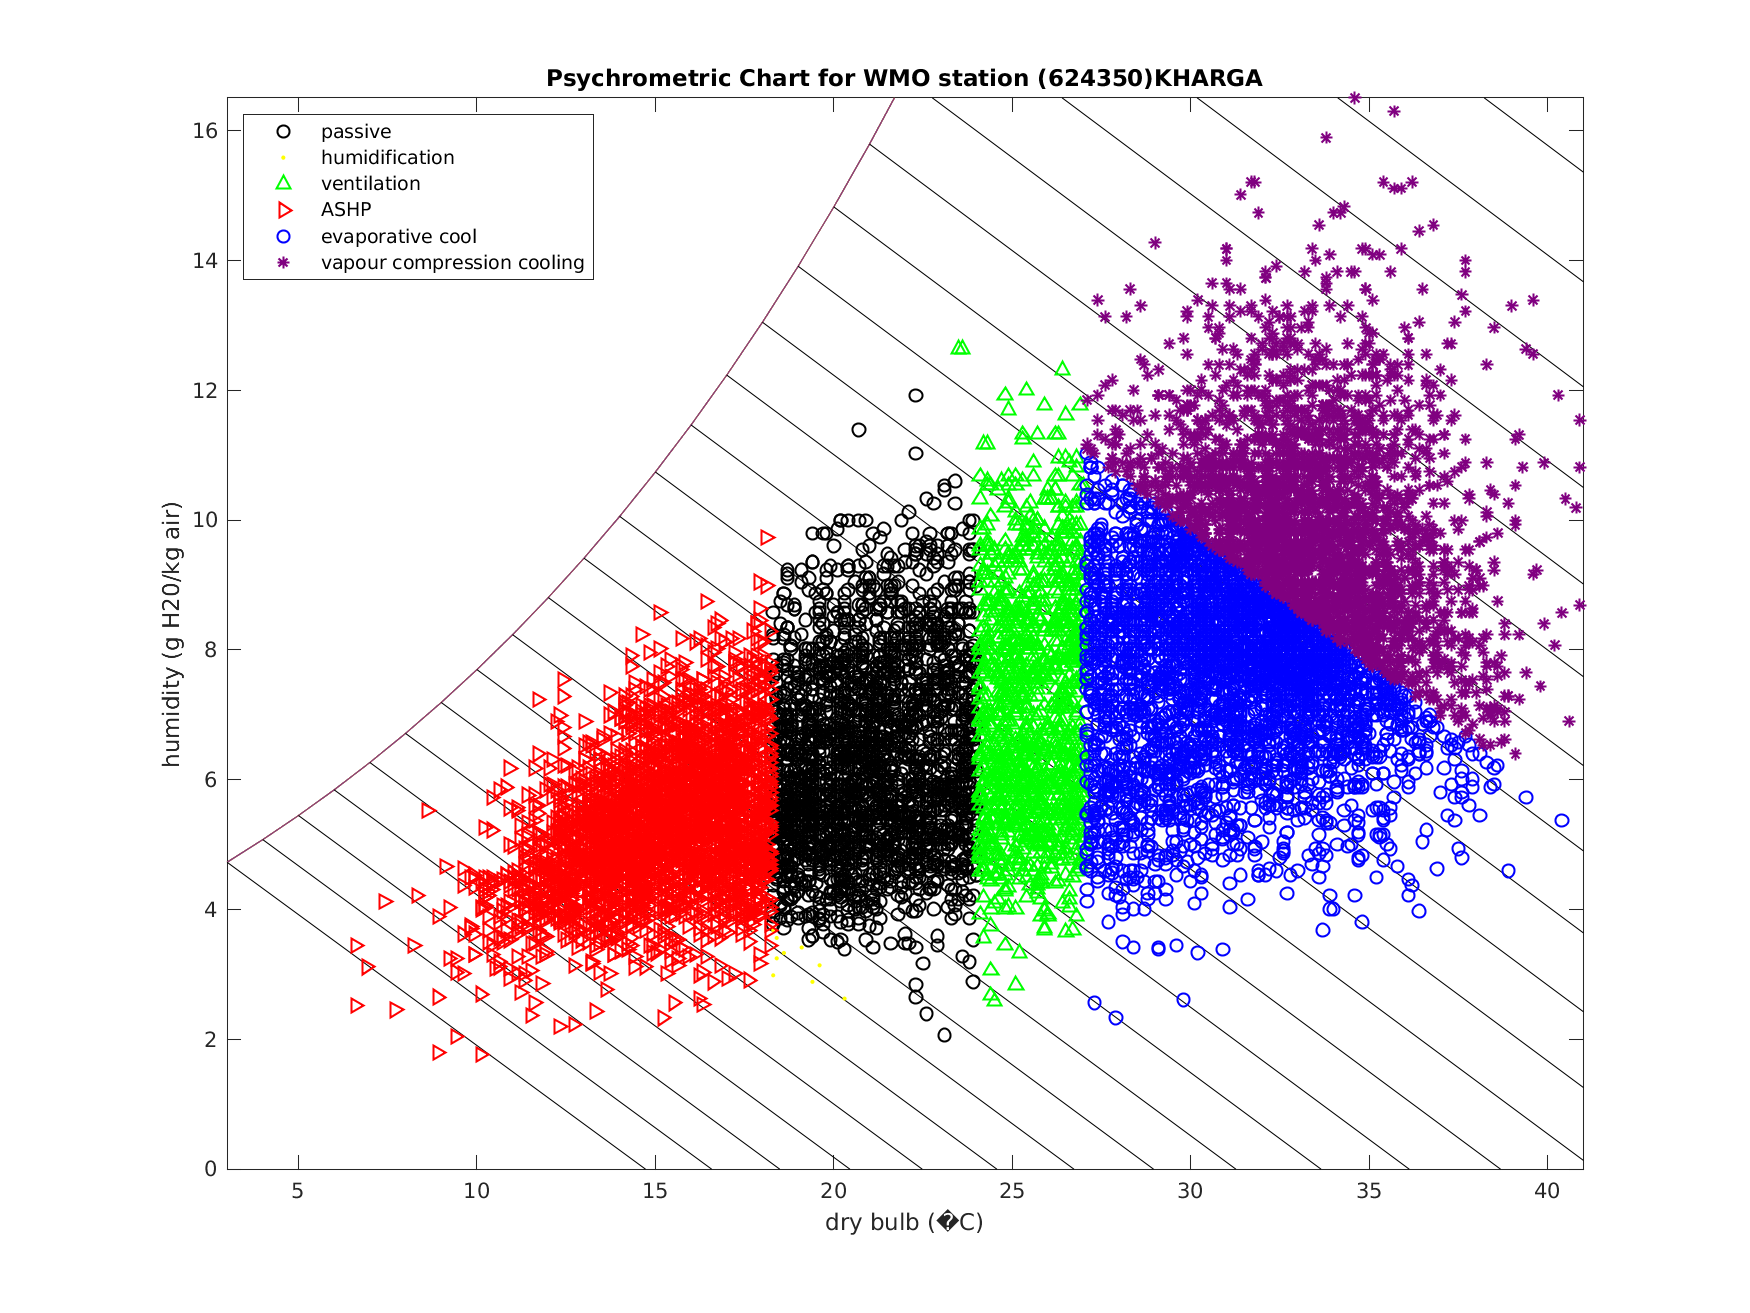 Psychrometric Chart for WMO station (624350)KHARGA
passive
humidification
ventilation
ASHP
evaporative cool
vapour compression cooling
16
14
12
10
8
6
4
2
0
humidity (g H20/kg air)
5 10 15 20 25 30 35 40
dry bulb (�C)